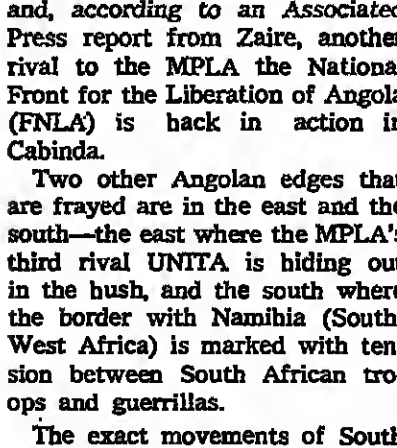 and, according to an Associated
Press report from Zaire, another
rival to the MPLA the National
Front for the Liberation of Angola
(FNLA) is back in action in
Cabinda.
Two other Angolan edges that
are frayed are in the east and the
south—the east where the MPLA's
third rival UNITA is hiding out
in the bush, and the south where
the border with Namibia (South
West Africa) is marked with ten
sion between South African tro-
ops and guerrillas.
The exact movements of South